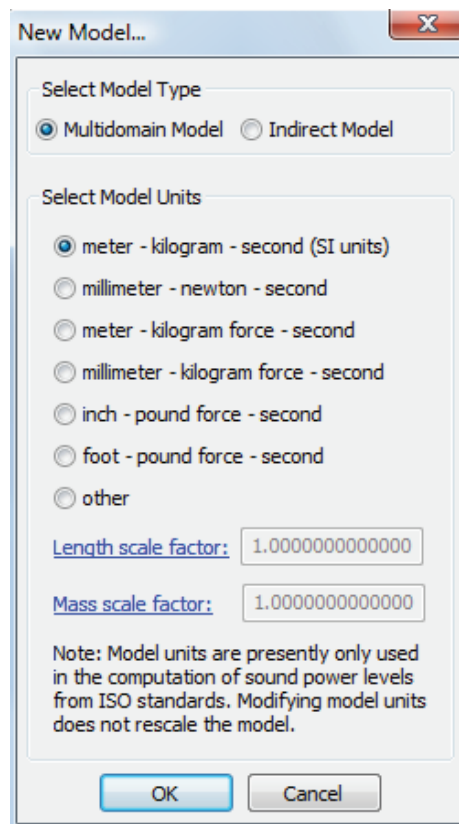 New Model...
Select Model Type
Multidomain Model Indirect Model
Select Model Units
meter - kilogram - second (SI units)
millimeter - newton - second
meter - kilogram force - second
millimeter - kilogram force - second
inch - pound force - second
foot - pound force - second
other
Length scale factor: 1.0000000000000
Mass scale factor: 1.0000000000000
Note: Model units are presently only used
in the computation of sound power levels
from ISO standards. Modifying model units
does not rescale the model.
OK Cancel